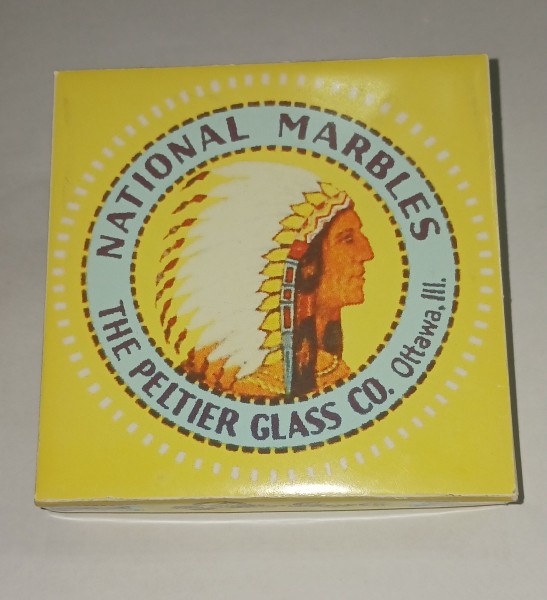 NATIONAL MARBLES
THE PELTIER GLASS CO. Ottawa, Ill.